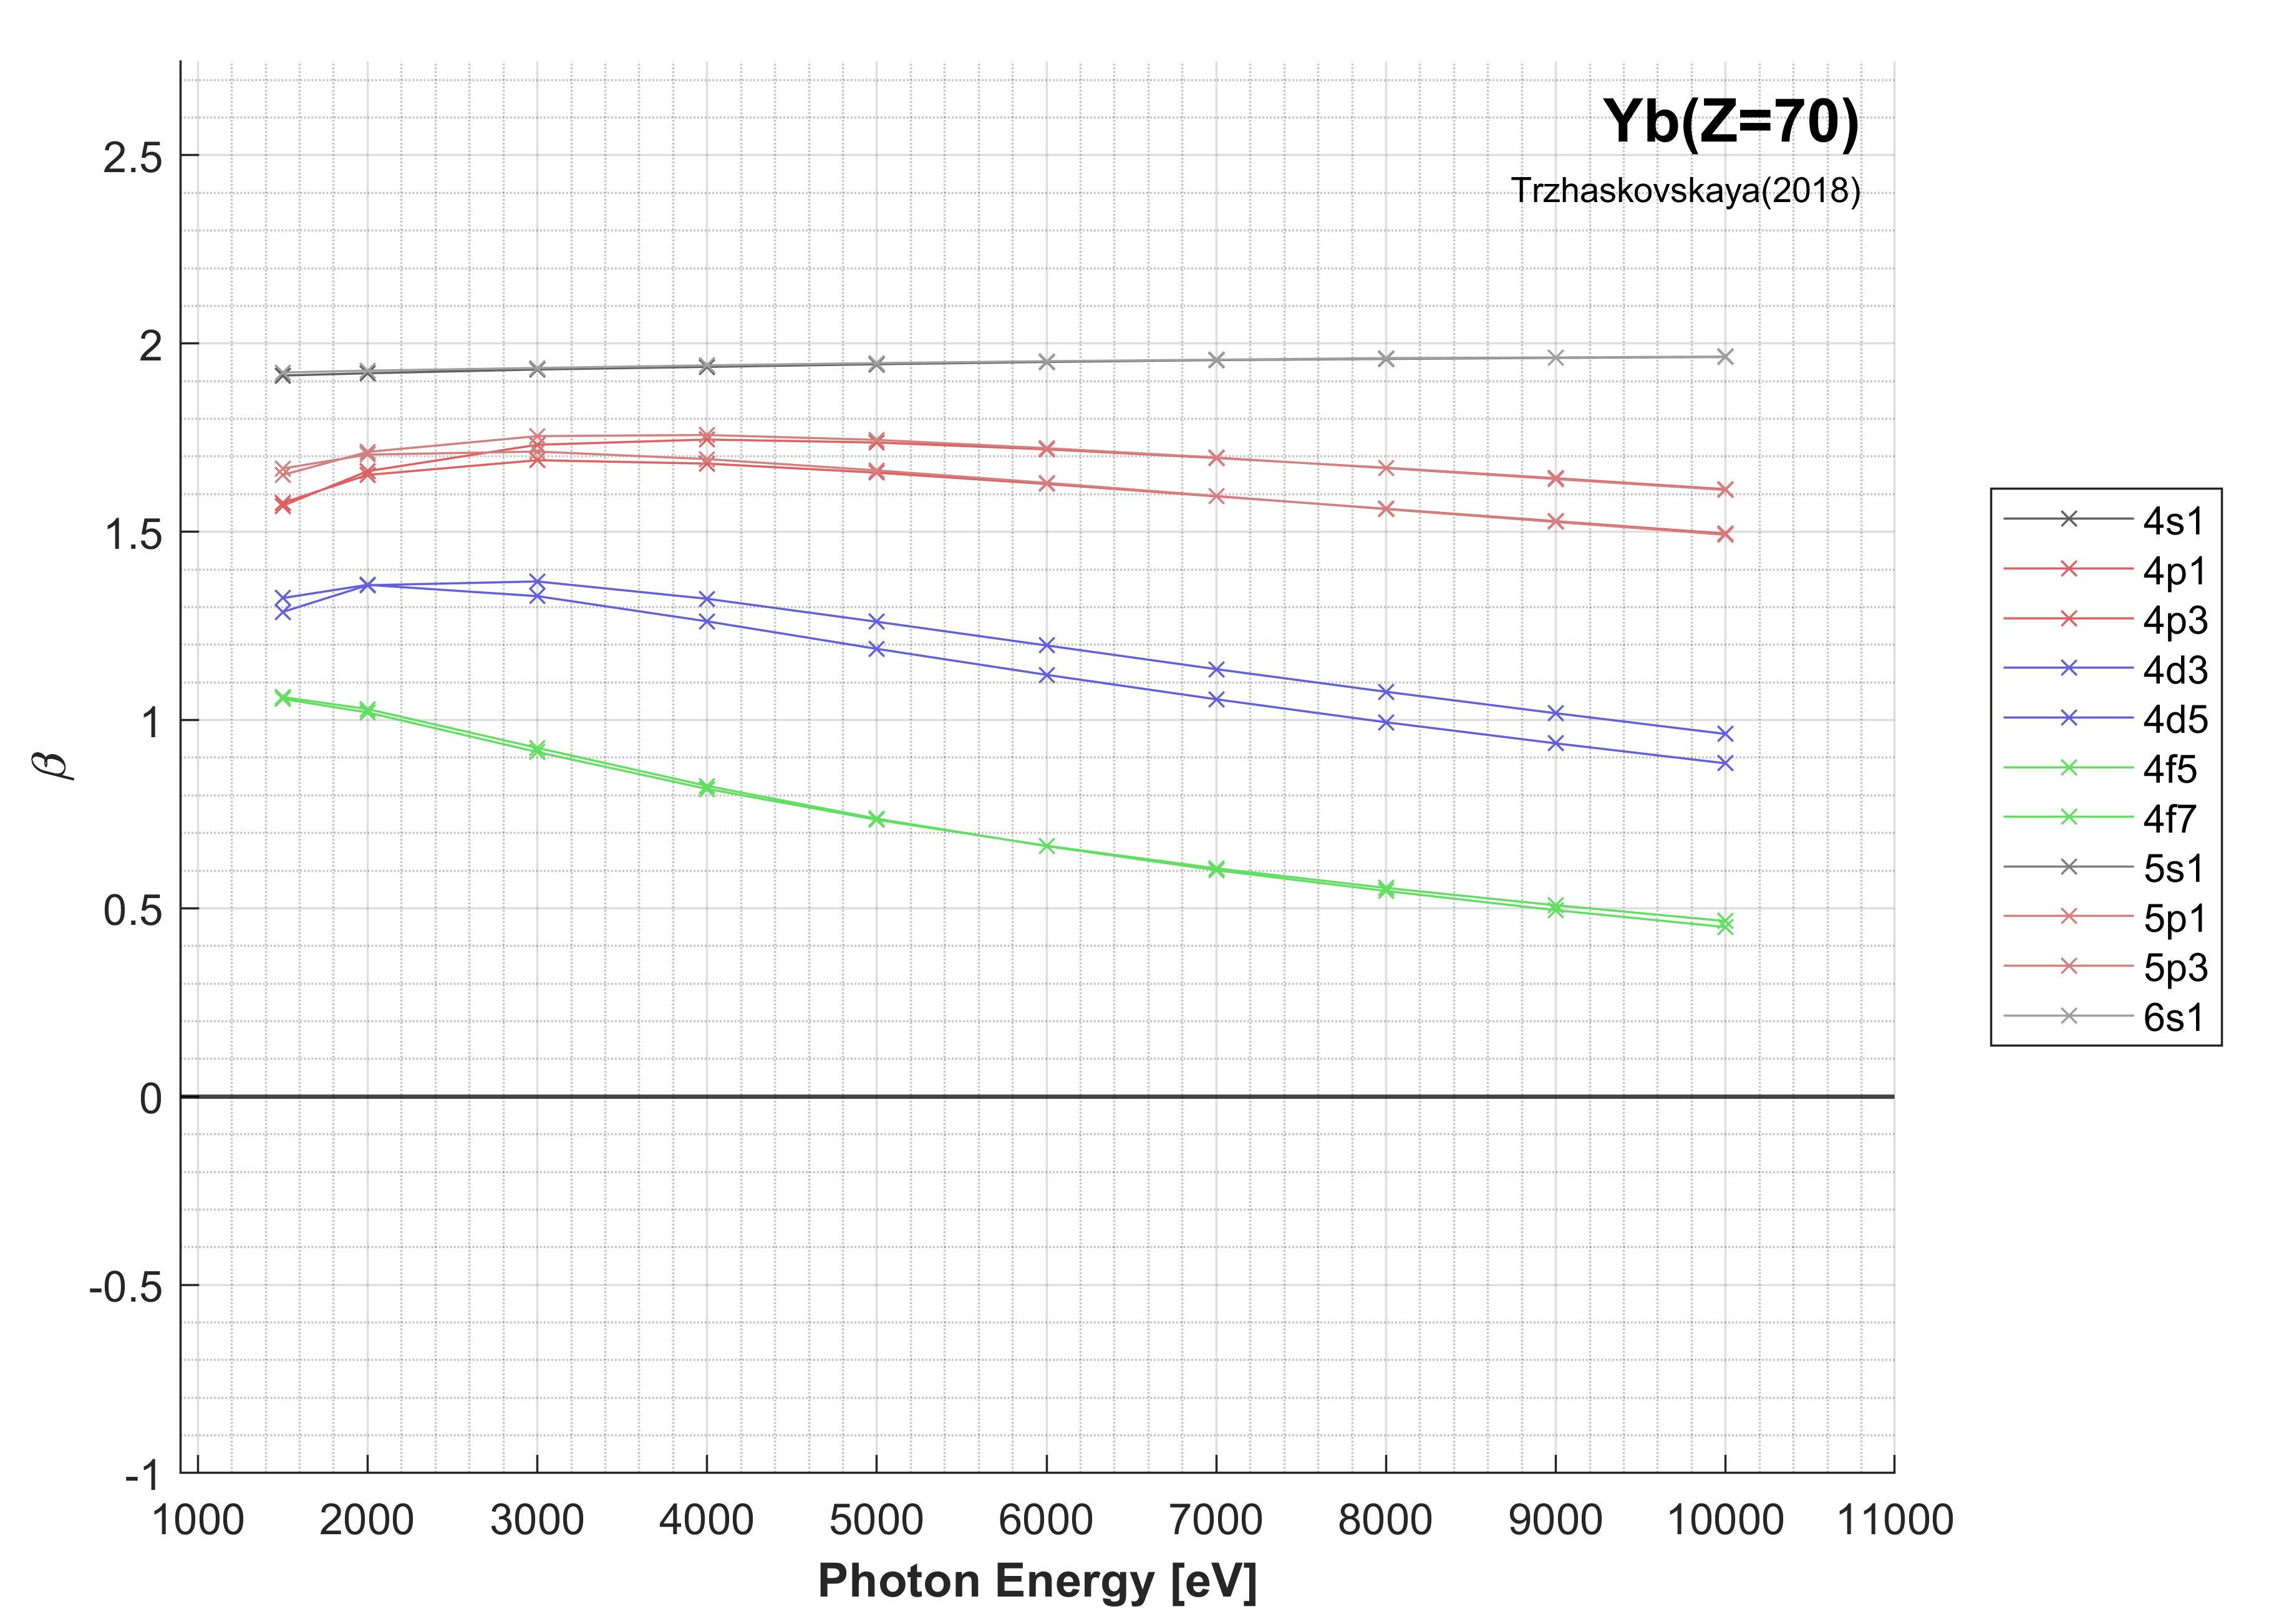 Yb(Z=70)
Trzhaskovskaya(2018)
2.5
2
1.5
1
0.5
0
-0.5
-1
β
1000 2000 3000 4000 5000 6000 7000 8000 9000 10000 11000
Photon Energy [eV]
4s1
4p1
4p3
4d3
4d5
4f5
4f7
5s1
5p1
5p3
6s1